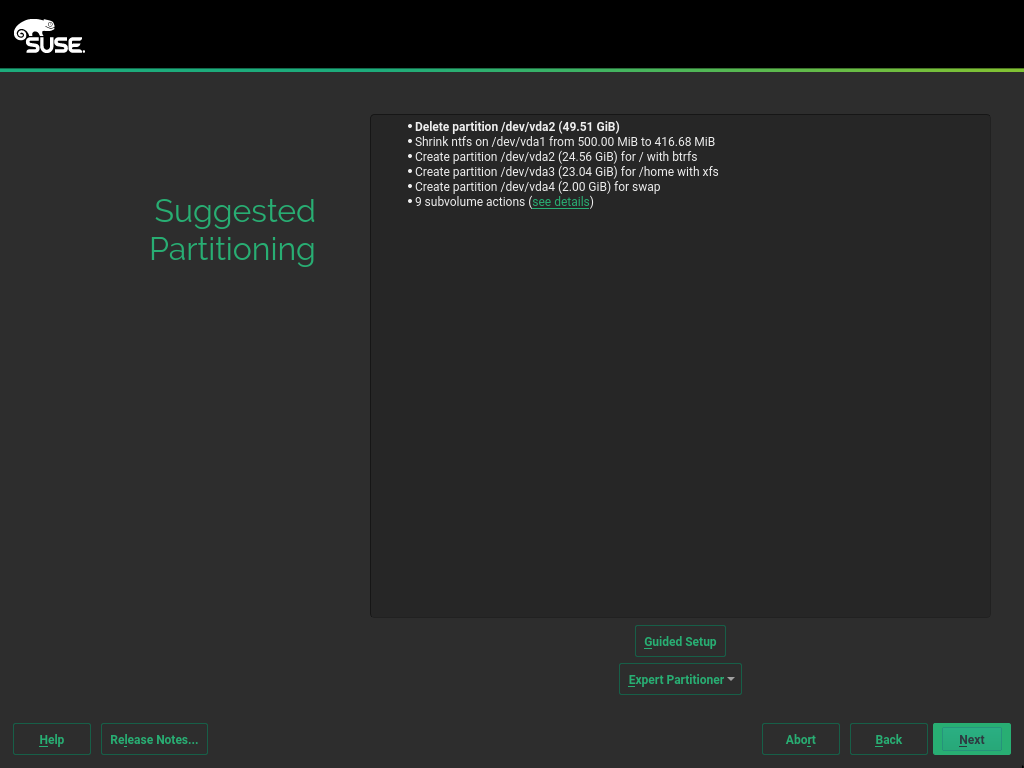 SUSE.
Suggested
Partitioning
• Delete partition /dev/vda2 (49.51 GiB)
• Shrink ntfs on /dev/vda1 from 500.00 MiB to 416.68 MiB
• Create partition /dev/vda2 (24.56 GiB) for / with btrfs
• Create partition /dev/vda3 (23.04 GiB) for /home with xfs
• Create partition /dev/vda4 (2.00 GiB) for swap
• 9 subvolume actions (see details)
Guided Setup
Expert Partitioner
Help
Release Notes...
Abort
Back
Next